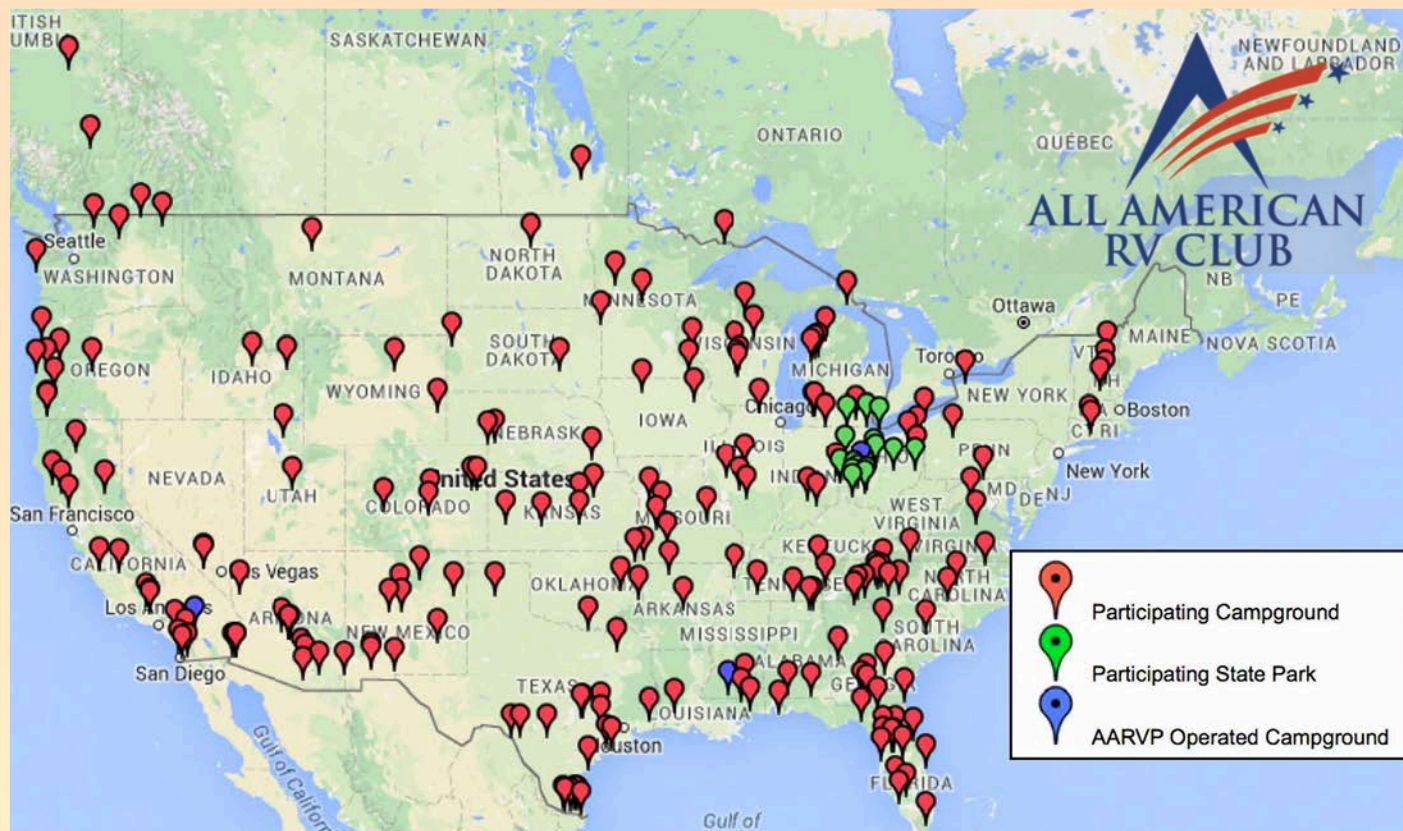 ITISH
UMBI
SASKATCHEWAN
NEWFOUNDLAND
AND LABRADOR
ONTARIO
QUÉBEC
ALL AMERICAN
RV CLUB
Seattle
WASHINGTON
MONTANA
NORTH
DAKOTA
MINNESOTA
Ottawa
NB
PE
MAINE
NOVA SCOTIA
OREGON
IDAHO
SOUTH
DAKOTA
WISCONSIN
MICHIGAN
Toronto
VT
NH
WYOMING
NEW YORK
Chicago
IOWA
MA
Boston
CT
RI
NEBRASK
NEVADA
UTAH
United States
ILLINOIS
INDIAN
OHIO
PENN
New York
MD
DE
NJ
COLORADO
KANSAS
MISSOURI
WEST
VIRGINIA
San Francisco
CALIFORNIA
Las Vegas
KENTUCKY
VIRGINIA
OKLAHOMA
TENNESSEE
NORTH
CAROLINA
Los Angeles
ARIZONA
NEW MEXICO
ARKANSAS
MISSISSIPPI
SOUTH
CAROLINA
San Diego
ALABAMA
GEORGIA
TEXAS
LOUISIANA
Houston
Gulf of Californ
FLORIDA
Gulf of
Participating Campground
Participating State Park
AARVP Operated Campground